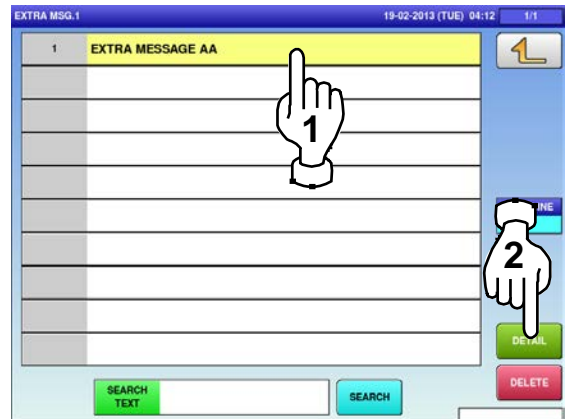 EXTRA MSG.1 19-02-2013 (TUE) 04:12 1/1
1 EXTRA MESSAGE AA
1
2
DETAIL
DELETE
SEARCH TEXT
SEARCH